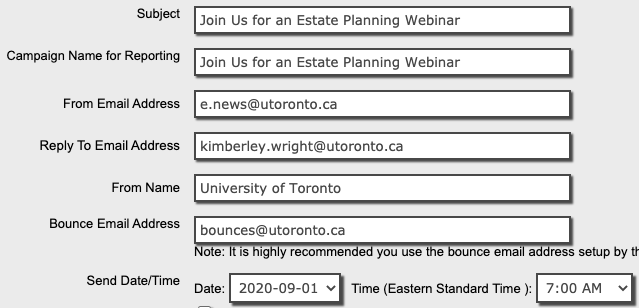 Subject Join Us for an Estate Planning Webinar
Campaign Name for Reporting Join Us for an Estate Planning Webinar
From Email Address e.news@utoronto.ca
Reply To Email Address kimberley.wright@utoronto.ca
From Name University of Toronto
Bounce Email Address bounces@utoronto.ca
Note: It is highly recommended you use the bounce email address setup by th
Send Date/Time Date: 2020-09-01 Time (Eastern Standard Time ): 7:00 AM